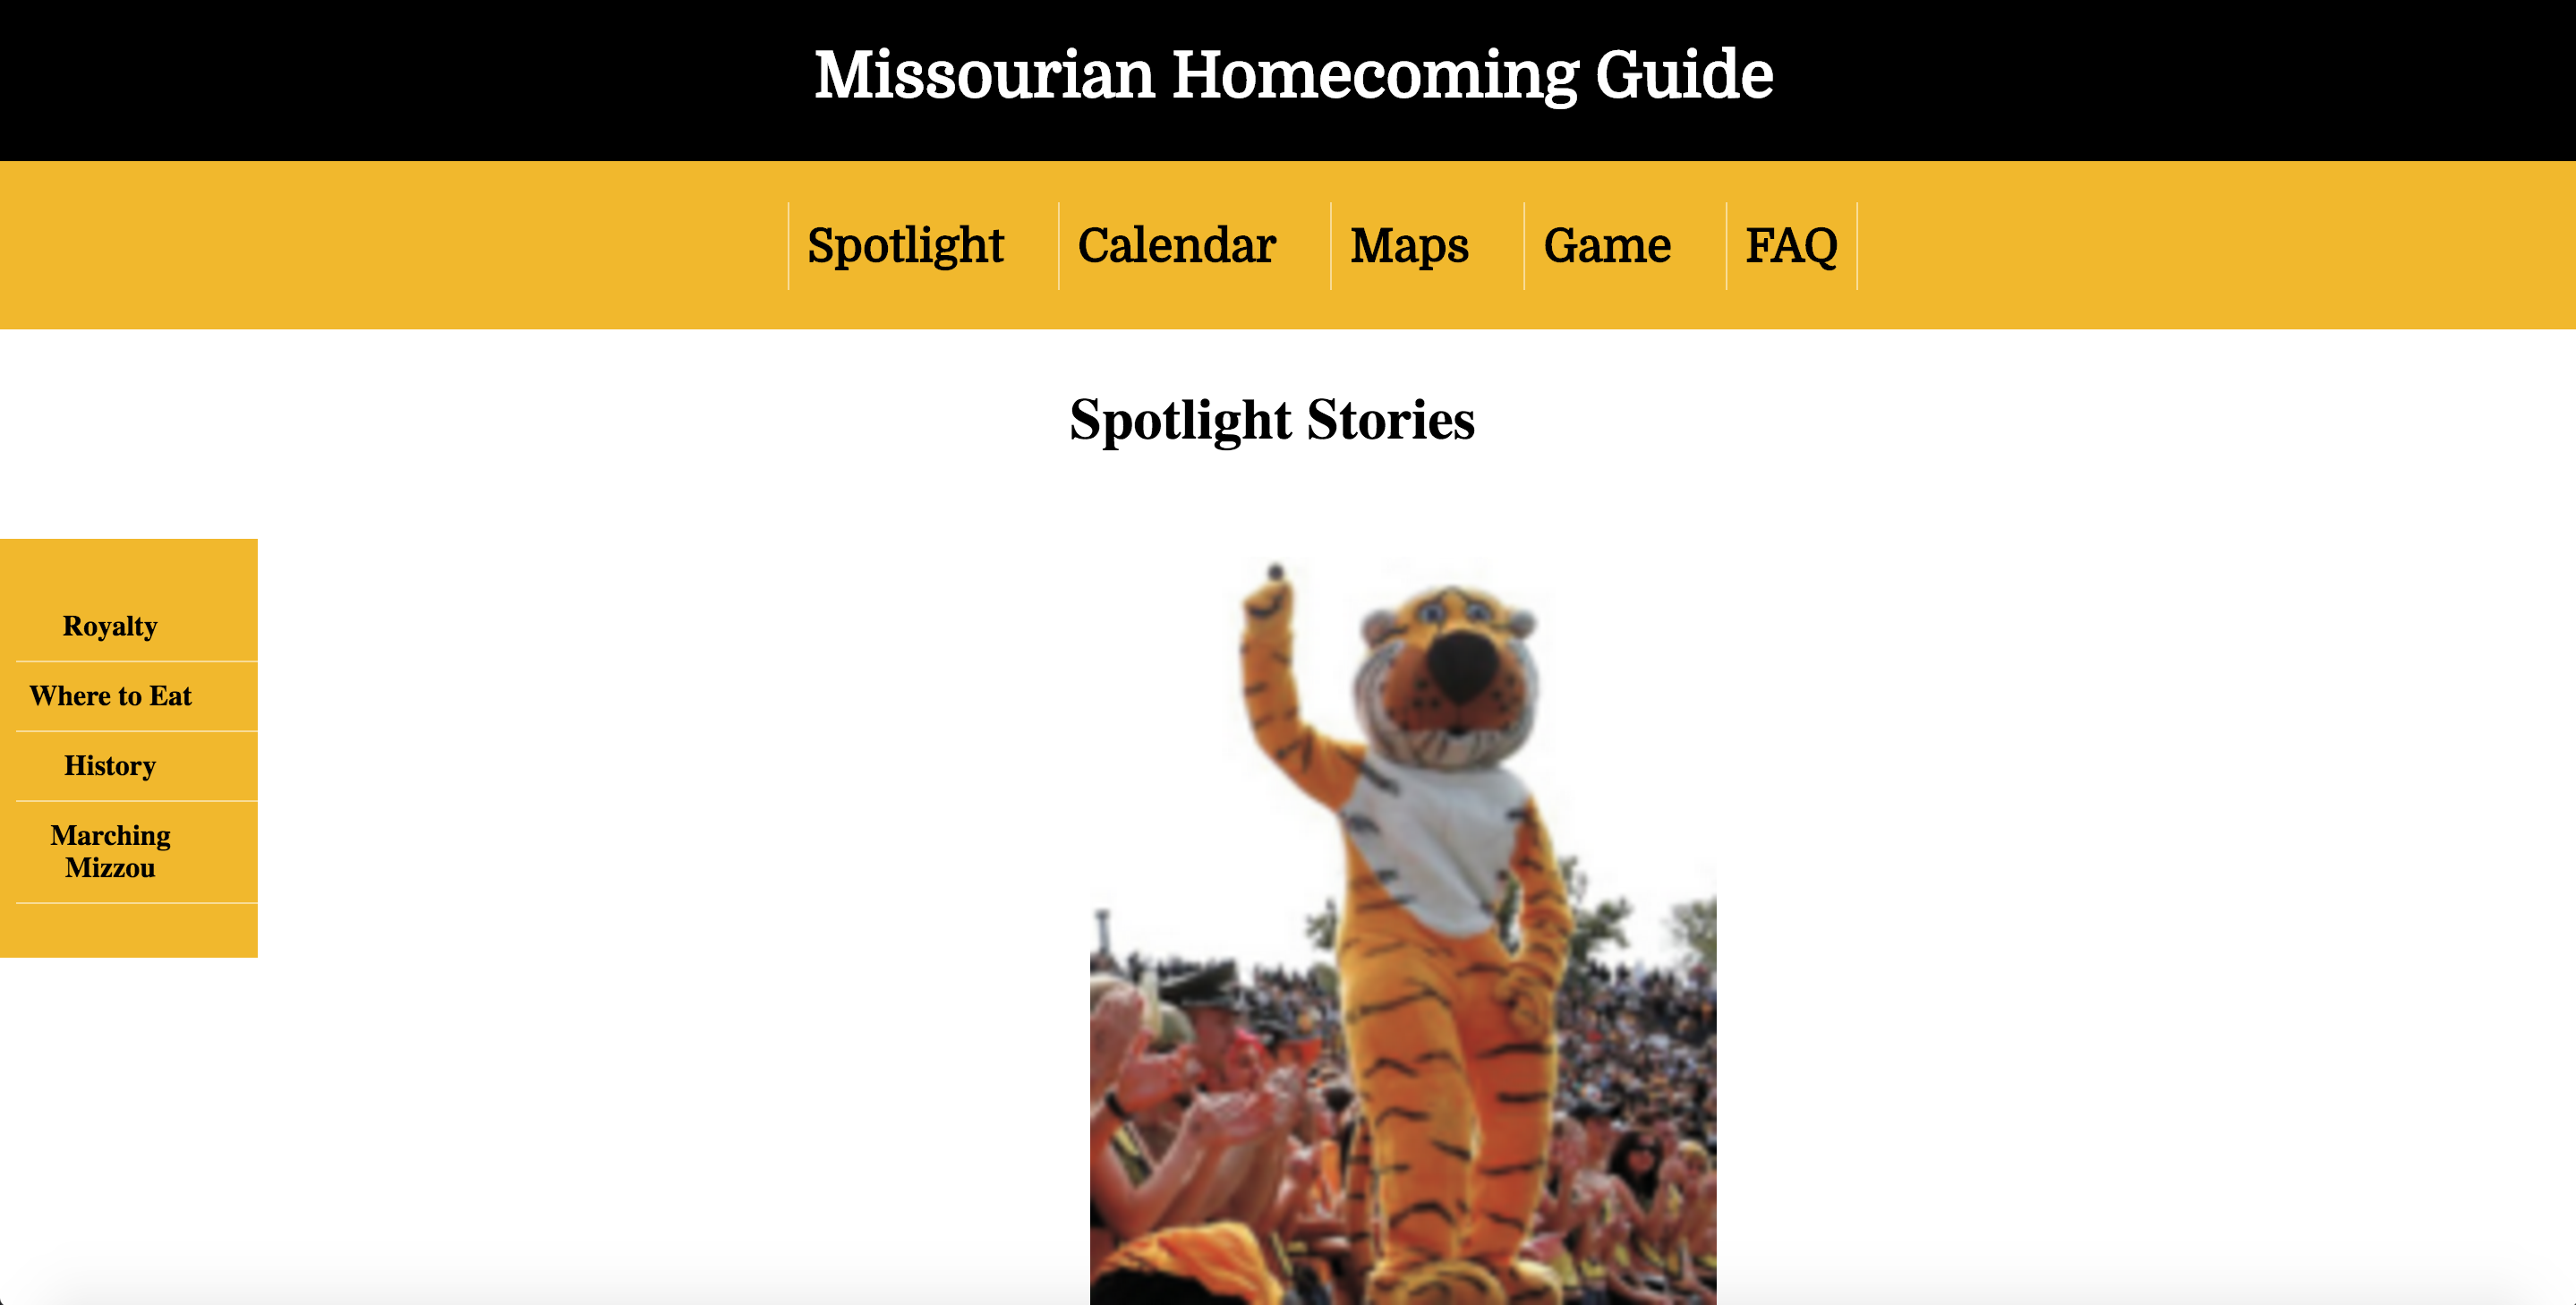 Missourian Homecoming Guide
Spotlight
Calendar
Maps
Game
FAQ
Spotlight Stories
Royalty
Where to Eat
History
Marching
Mizzou